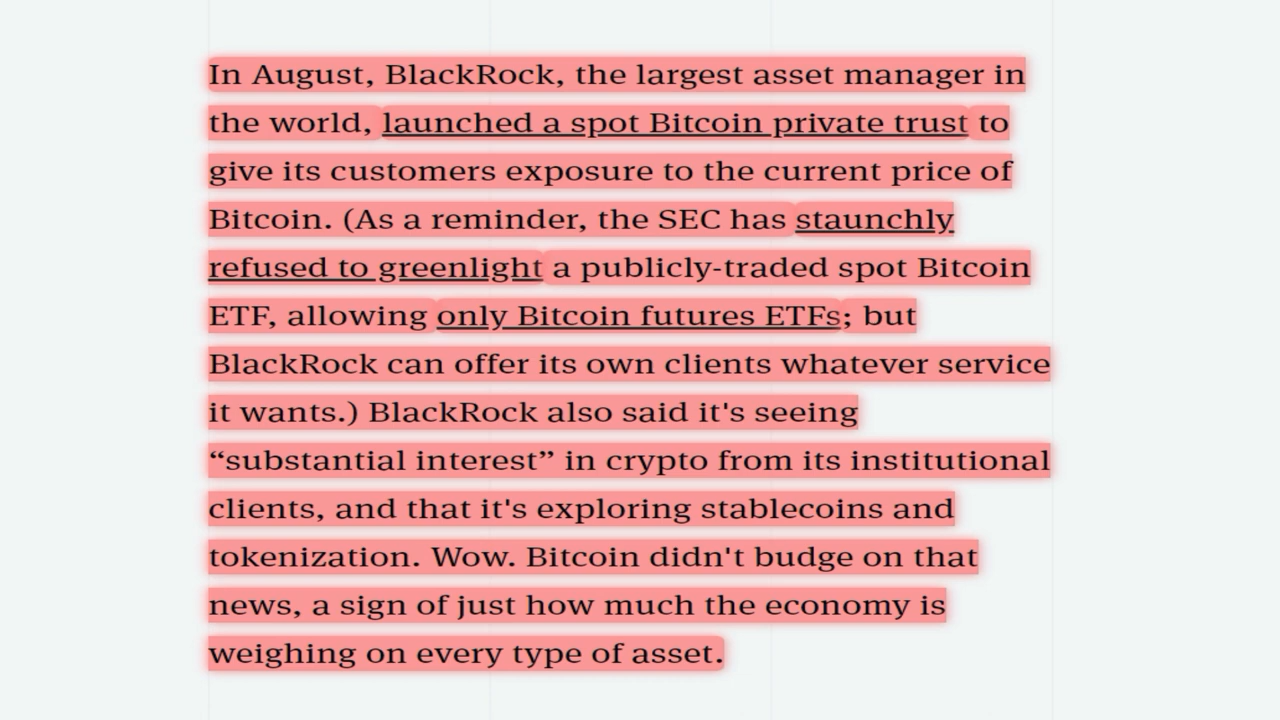 In August, BlackRock, the largest asset manager in
the world, launched a spot Bitcoin private trust to
give its customers exposure to the current price of
Bitcoin. (As a reminder, the SEC has staunchly
refused to greenlight a publicly-traded spot Bitcoin
ETF, allowing only Bitcoin futures ETFs; but
BlackRock can offer its own clients whatever service
it wants.) BlackRock also said it's seeing
“substantial interest” in crypto from its institutional
clients, and that it's exploring stablecoins and
tokenization. Wow. Bitcoin didn't budge on that
news, a sign of just how much the economy is
weighing on every type of asset.